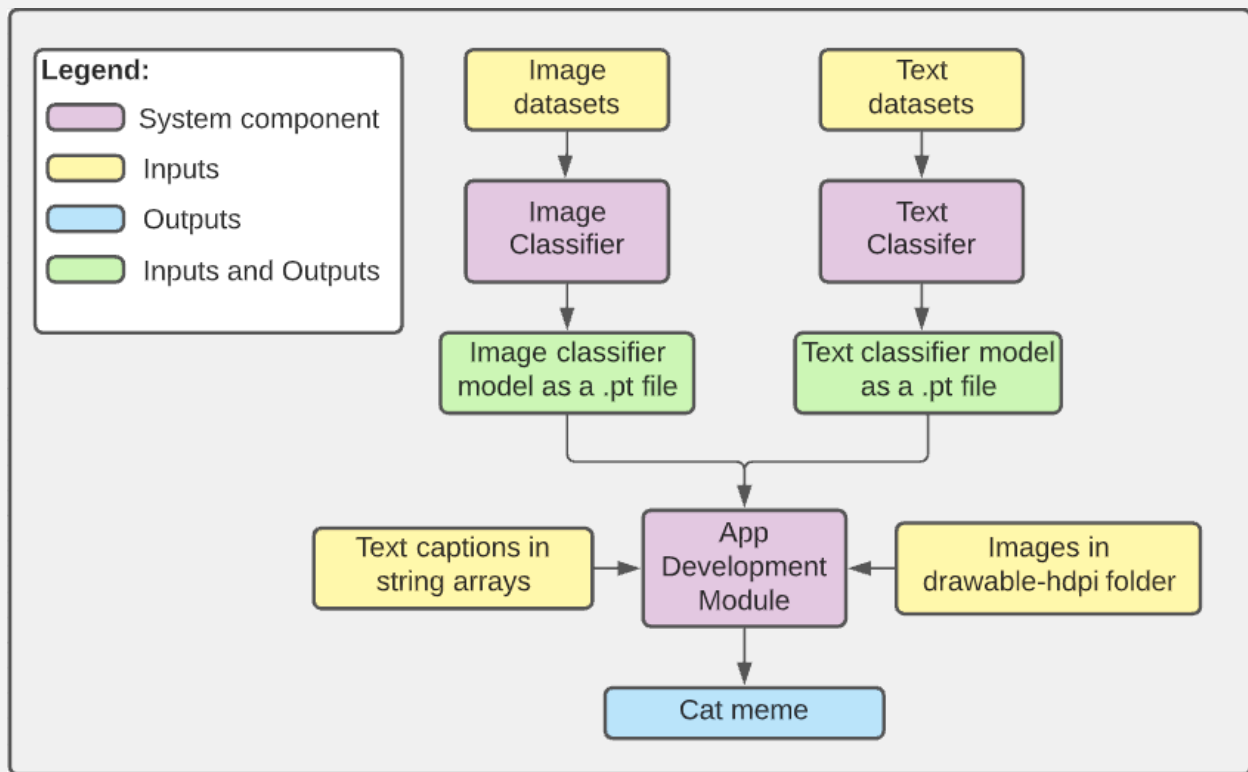 Legend:
System component
Inputs
Outputs
Inputs and Outputs
Image
datasets
Text
datasets
Image
Classifier
Text
Classifer
Image classifier
model as a .pt file
Text classifier model
as a .pt file
Text captions in
string arrays
App
Development
Module
Images in
drawable-hdpi folder
Cat meme